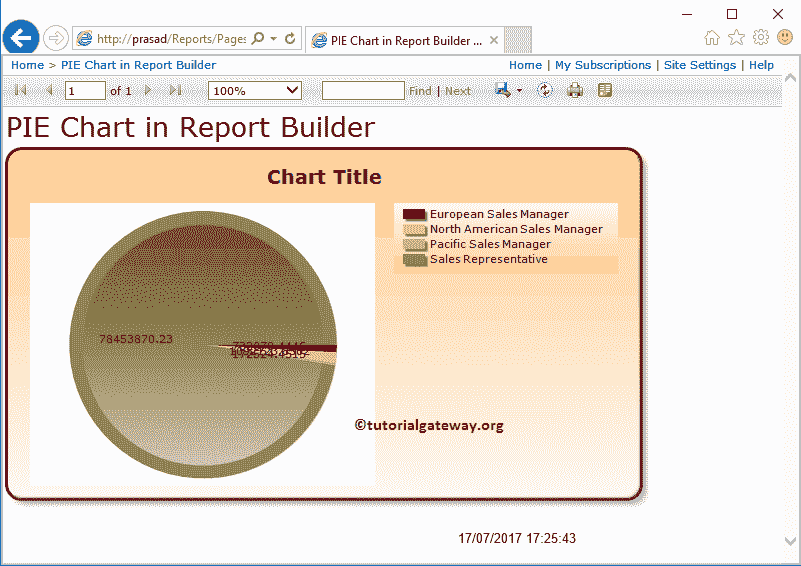 http://prasad/Reports/Pages
PIE Chart in Report Builder ...
Home > PIE Chart in Report Builder
Home | My Subscriptions | Site Settings | Help
1 of 1 100% Find | Next
PIE Chart in Report Builder
Chart Title
European Sales Manager
North American Sales Manager
Pacific Sales Manager
Sales Representative
78453870.23
©tutorialgateway.org
17/07/2017 17:25:43